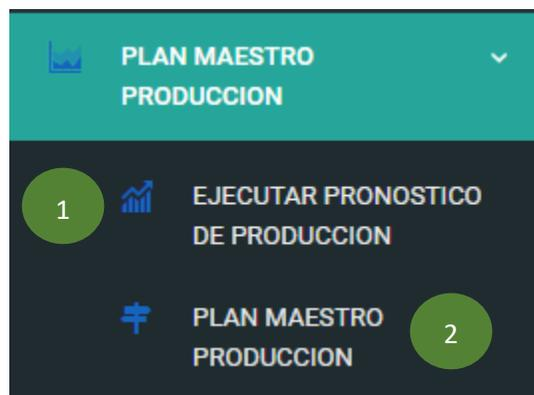 PLAN MAESTRO
PRODUCCION
1
EJECUTAR PRONOSTICO
DE PRODUCCION
PLAN MAESTRO
PRODUCCION
2